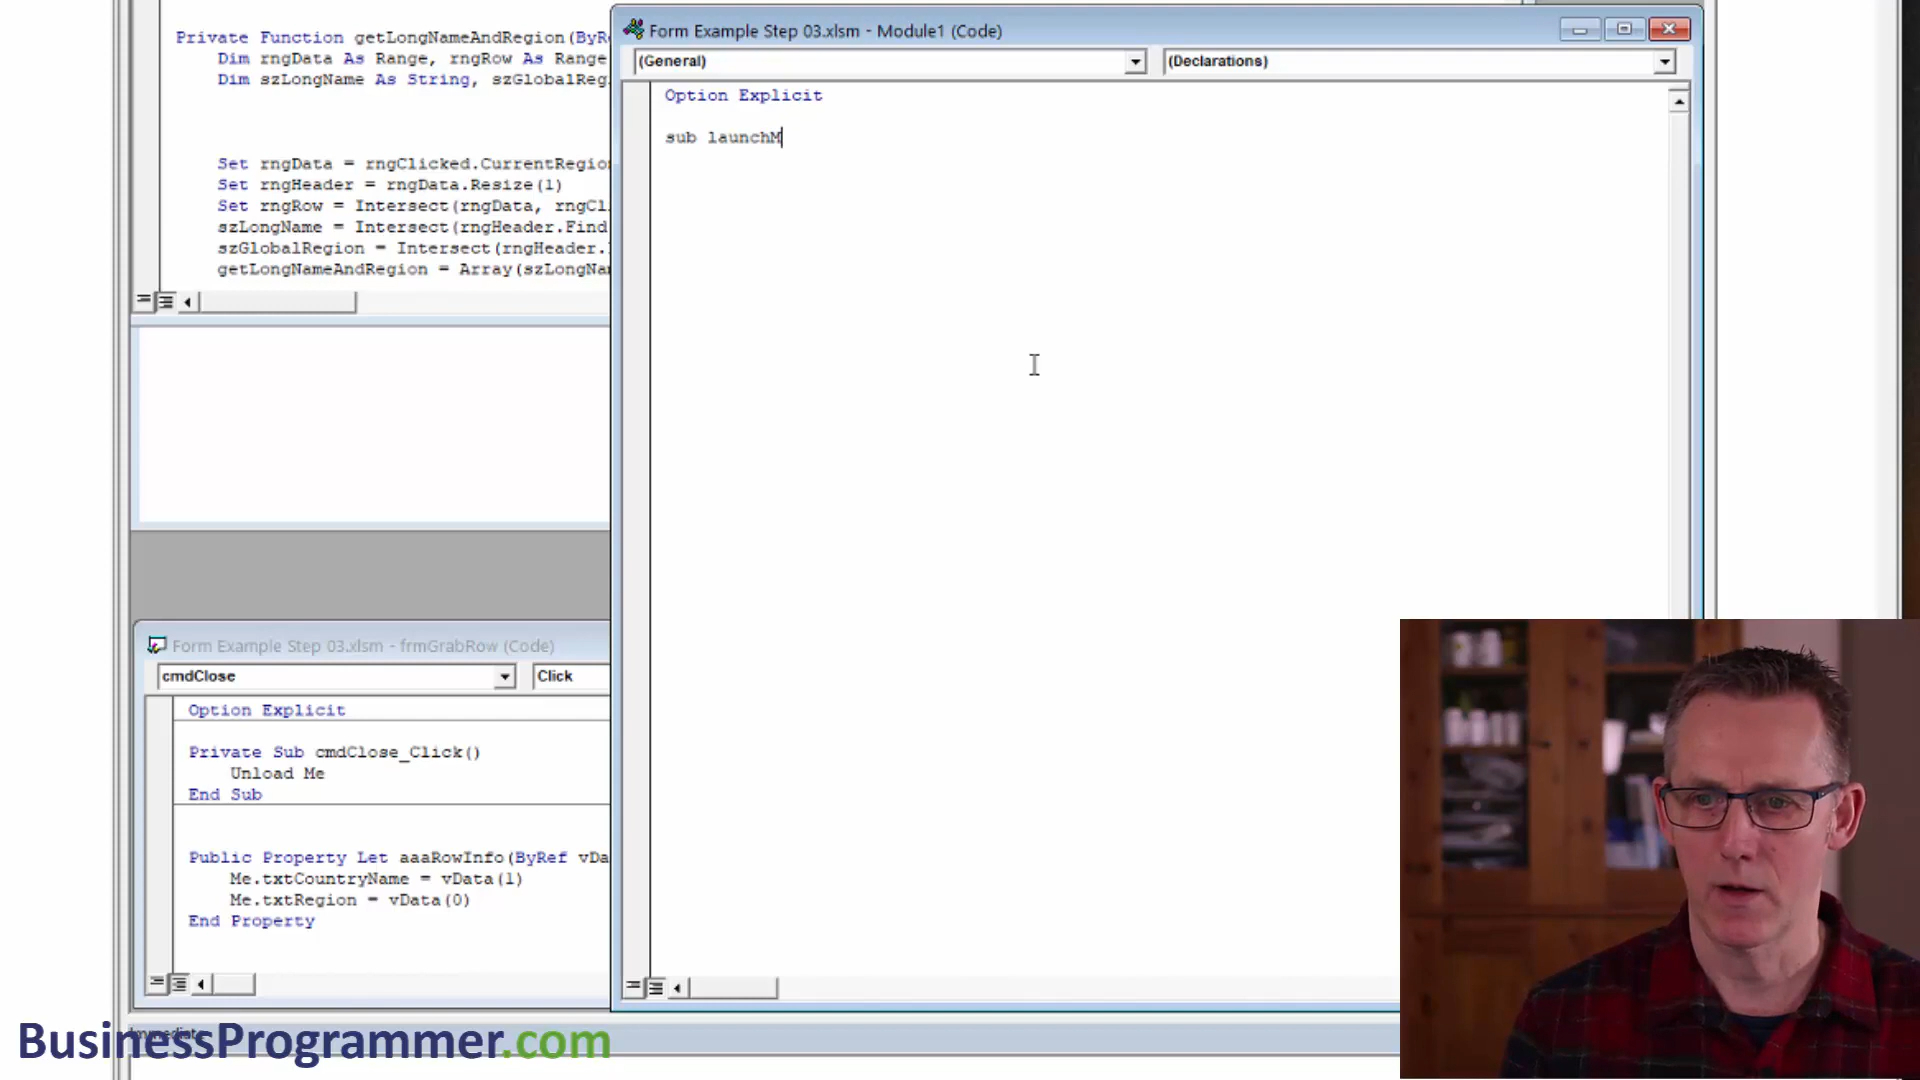 Private Function getLongNameAndRegion(ByRe
Dim rngData As Range, rngRow As Range
Dim szLongName As String, szGlobalReg
Set rngData = rngClicked.CurrentRegio
Set rngHeader = rngData.Resize(1)
Set rngRow = Intersect(rngData, rngCl
szLongName = Intersect(rngHeader.Find
szGlobalRegion = Intersect(rngHeader.
getLongNameAndRegion = Array(szLongNa
Form Example Step 03.xlsm - Module1 (Code)
(General)
(Declarations)
Option Explicit
sub launchM
Form Example Step 03.xlsm - frmGrabRow (Code)
cmdClose
Click
Option Explicit
Private Sub cmdClose_Click()
Unload Me
End Sub
Public Property Let aaaRowInfo(ByRef vDa
Me.txtCountryName = vData(1)
Me.txtRegion = vData(0)
End Property
BusinessProgrammer.com